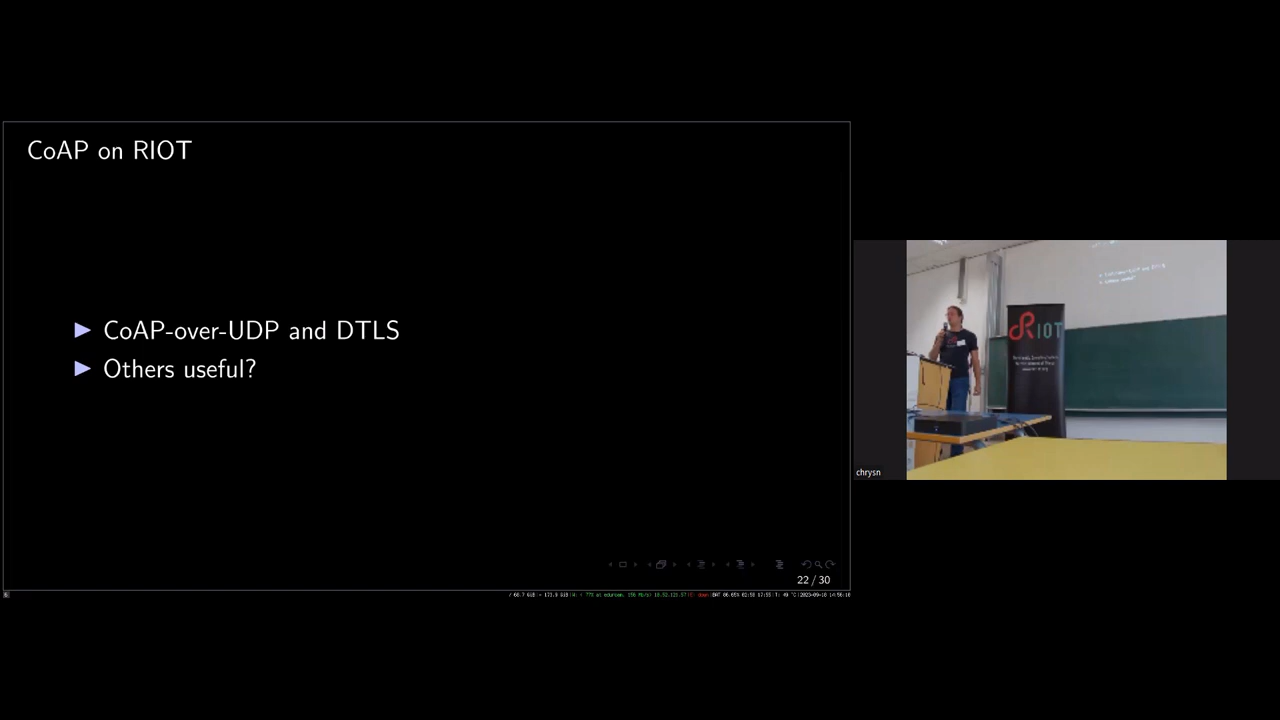 CoAP on RIOT
▶ CoAP-over-UDP and DTLS
▶ Others useful?
22 / 30
RIOT
chrysn